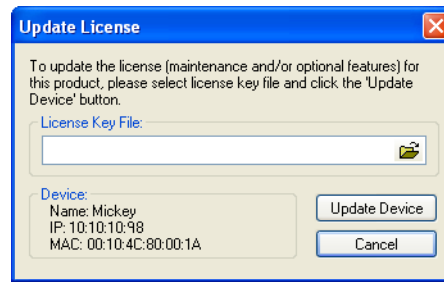 Update License
To update the license (maintenance and/or optional features) for
this product, please select license key file and click the 'Update
Device' button.
License Key File:
Device:
Name: Mickey
IP: 10:10:10:98
MAC: 00:10:4C:80:00:1A
Update Device
Cancel